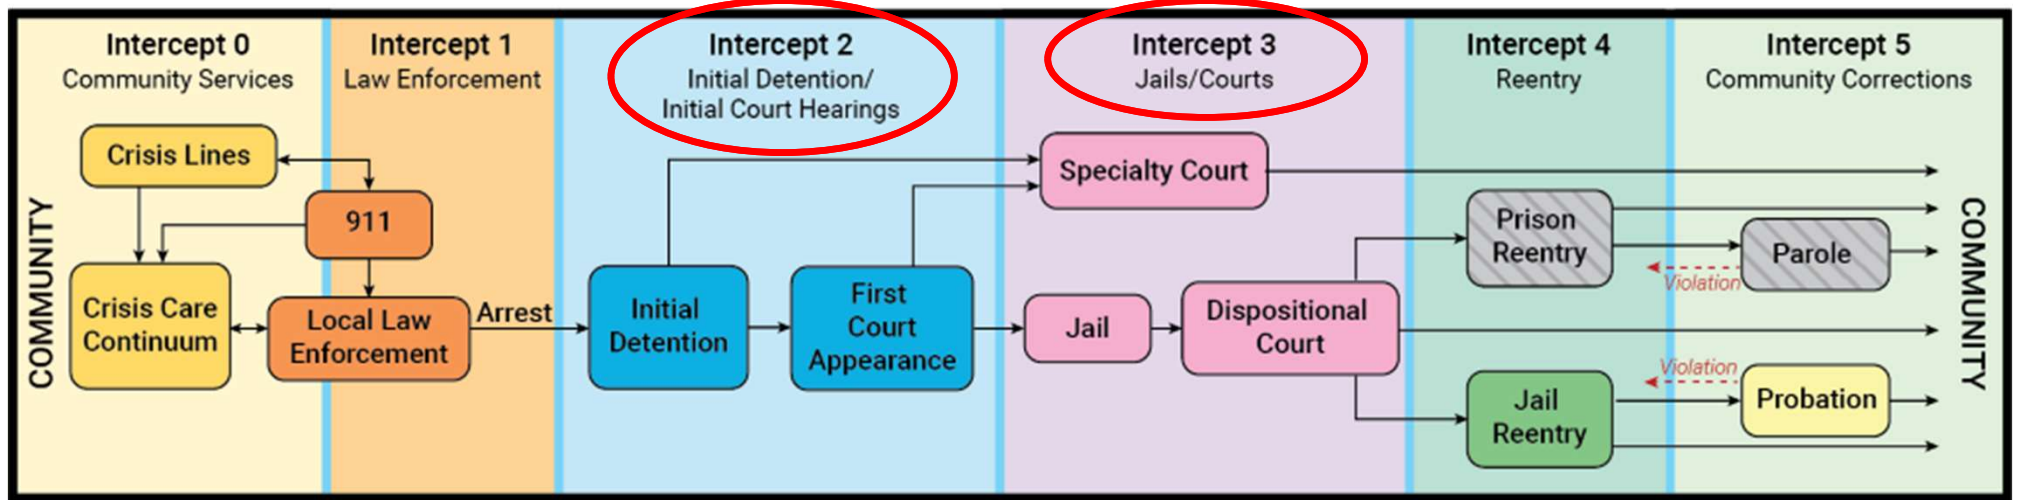 Intercept 0
Community Services
Intercept 1
Law Enforcement
Intercept 2
Initial Detention/
Initial Court Hearings
Intercept 3
Jails/Courts
Intercept 4
Reentry
Intercept 5
Community Corrections
COMMUNITY
Crisis Lines
911
Crisis Care
Continuum
Local Law
Enforcement
Arrest
Initial
Detention
First
Court
Appearance
Specialty Court
Jail
Dispositional
Court
Prison
Reentry
Parole
Violation
Jail
Reentry
Violation
Probation
COMMUNITY